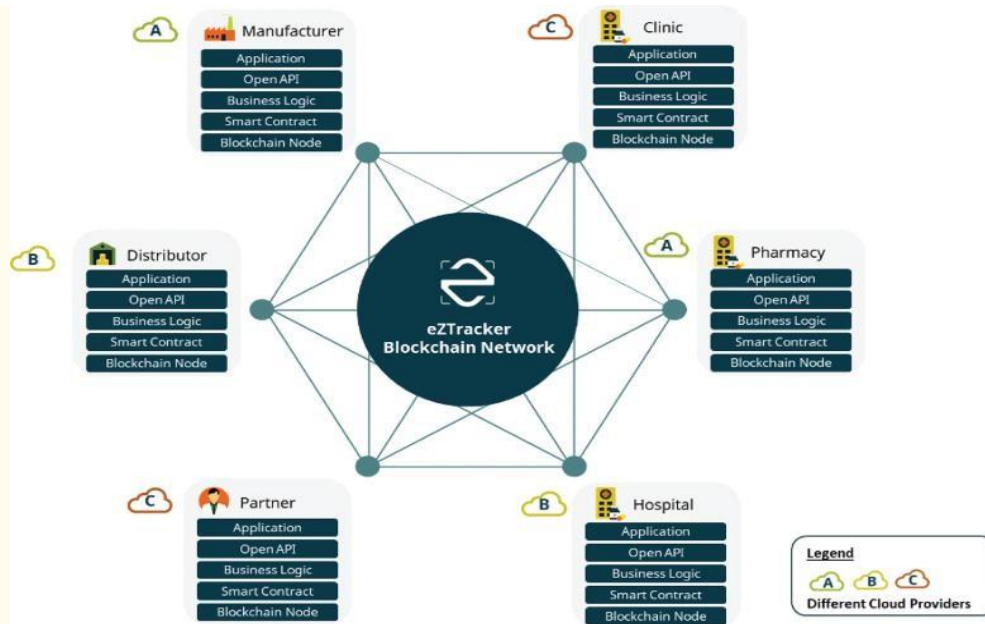 A
Manufacturer
Application
Open API
Business Logic
Smart Contract
Blockchain Node
C
Clinic
Application
Open API
Business Logic
Smart Contract
Blockchain Node
B
Distributor
Application
Open API
Business Logic
Smart Contract
Blockchain Node
eZTracker
Blockchain Network
A
Pharmacy
Application
Open API
Business Logic
Smart Contract
Blockchain Node
C
Partner
Application
Open API
Business Logic
Smart Contract
Blockchain Node
B
Hospital
Application
Open API
Business Logic
Smart Contract
Blockchain Node
Legend
A B C
Different Cloud Providers